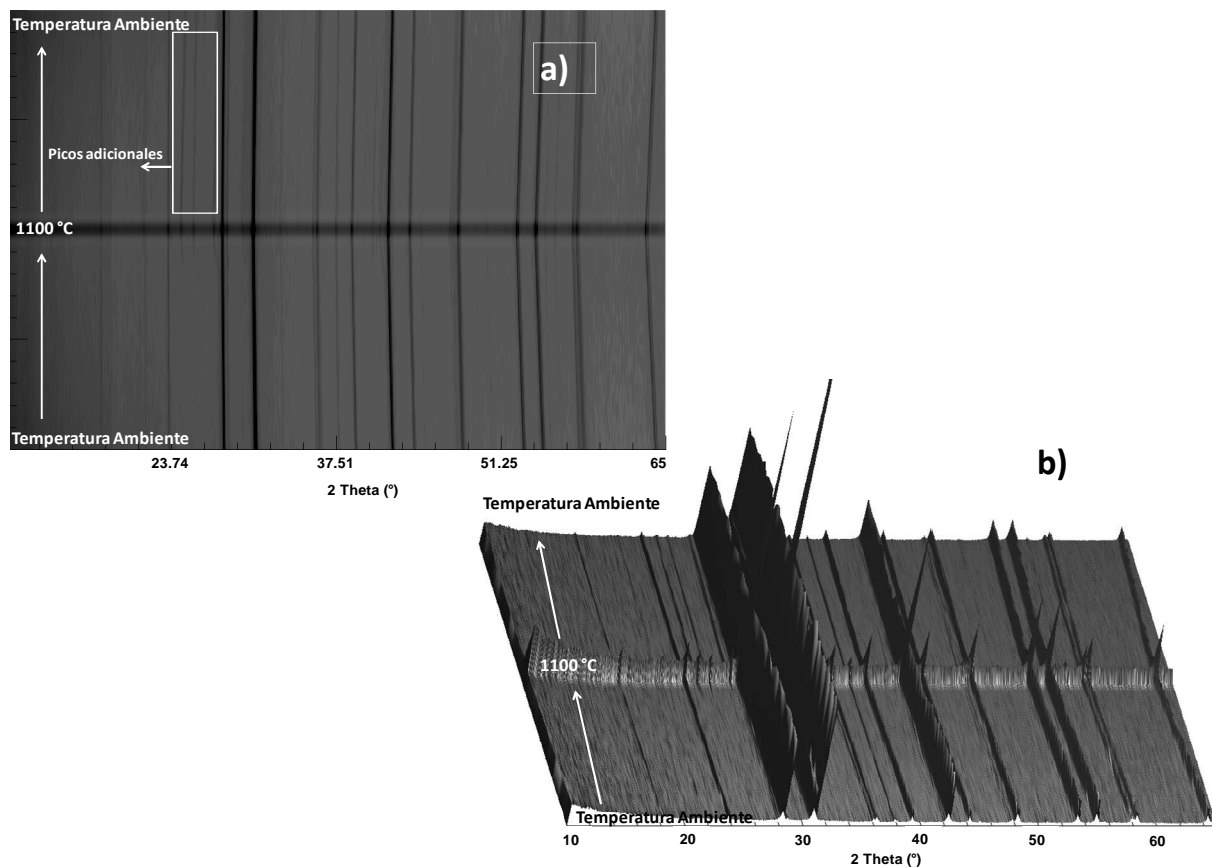 Temperatura Ambiente
a)
Picos adicionales
1100 °C
Temperatura Ambiente
23.74 37.51 51.25 65
2 Theta (°)
b)
Temperatura Ambiente
1100 °C
Temperatura Ambiente
10 20 30 40 50 60
2 Theta (°)